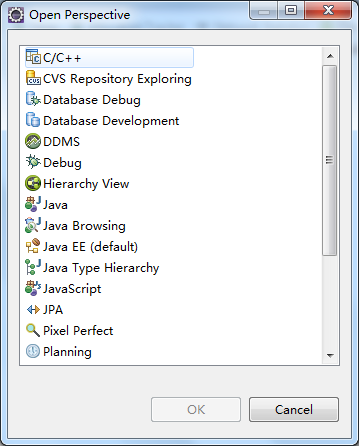 Open Perspective
C/C++
CVS Repository Exploring
Database Debug
Database Development
DDMS
Debug
Hierarchy View
Java
Java Browsing
Java EE (default)
Java Type Hierarchy
JavaScript
JPA
Pixel Perfect
Planning
OK
Cancel